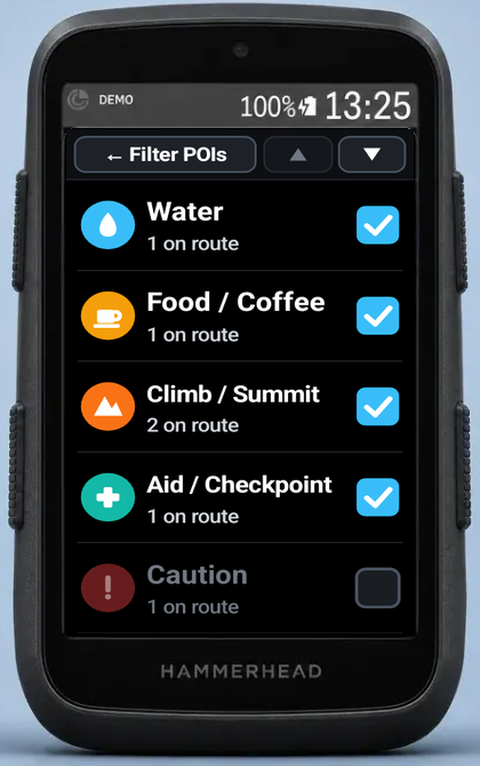 DEMO 100% 13:25
← Filter POIs ▲ ▼
Water
1 on route
Food / Coffee
1 on route
Climb / Summit
2 on route
Aid / Checkpoint
1 on route
Caution
1 on route
HAMMERHEAD